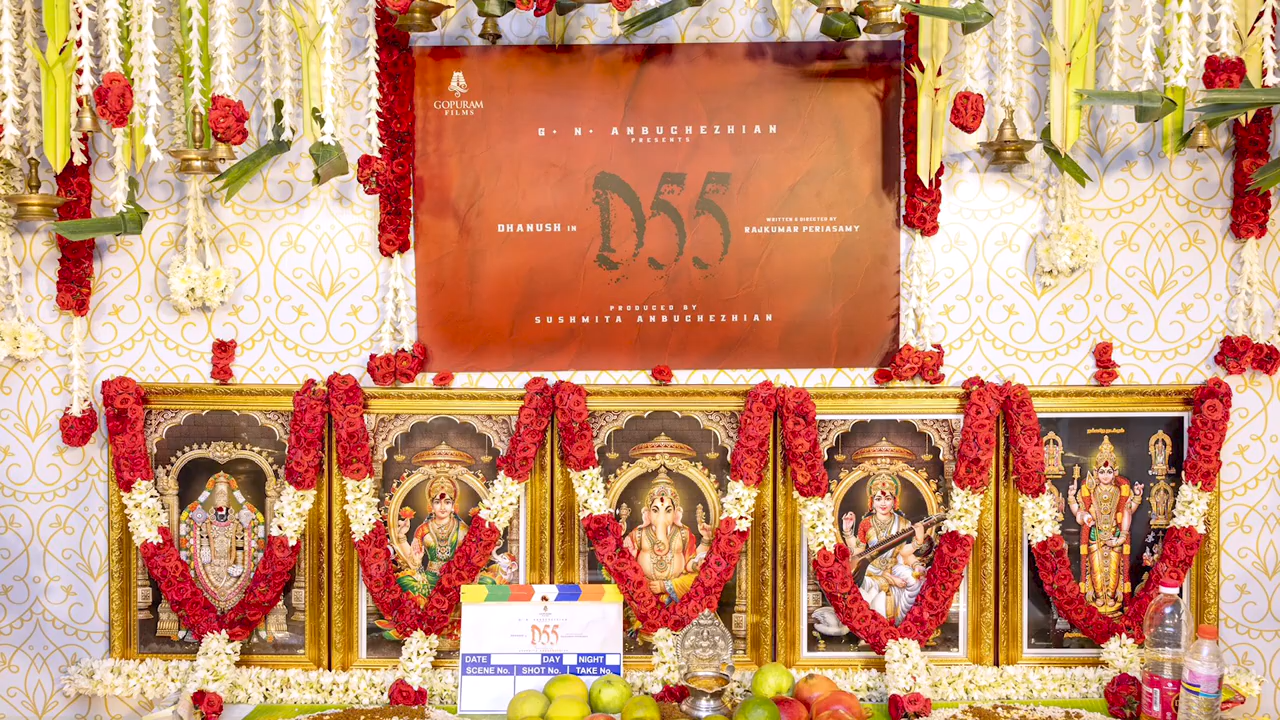 GOPURAM
FILMS
G. N. ANBUCHEZHIAN
PRESENTS
DHANUSH IN
D55
WRITTEN & DIRECTED BY
RAJKUMAR PERIASAMY
PRODUCED BY
SUSHMITA ANBUCHEZHIAN
D55
DATE DAY NIGHT
SCENE No. SHOT No. TAKE No.